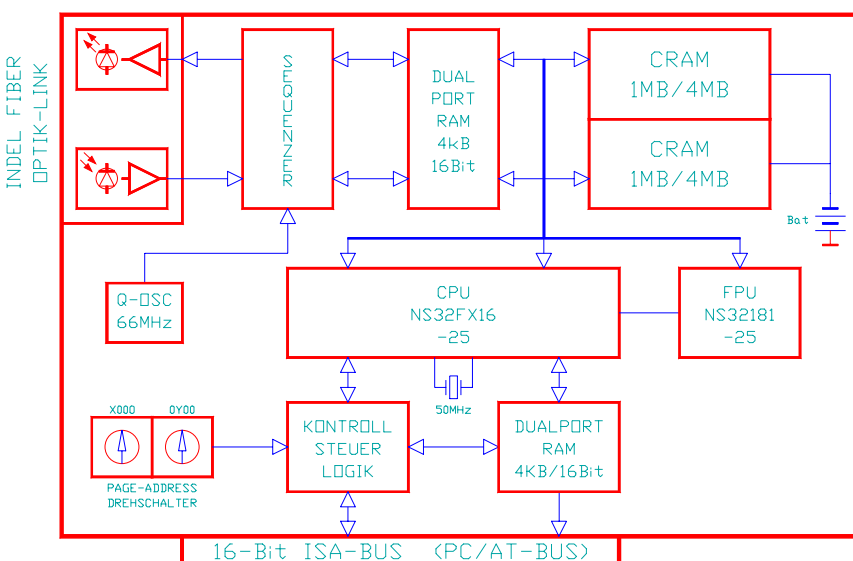 INDEL FIBER
OPTIK-LINK
SEQUENZER
DUAL
PORT
RAM
4kB
16Bit
CRAM
1MB/4MB
CRAM
1MB/4MB
Bat
Q-OSC
66MHz
CPU
NS32FX16
-25
FPU
NS32181
-25
50MHz
X000
0Y00
PAGE-ADDRESS
DREHSCHALTER
KONTROLL
STEUER
LOGIK
DUALPORT
RAM
4KB/16Bit
16-Bit ISA-BUS (PC/AT-BUS)